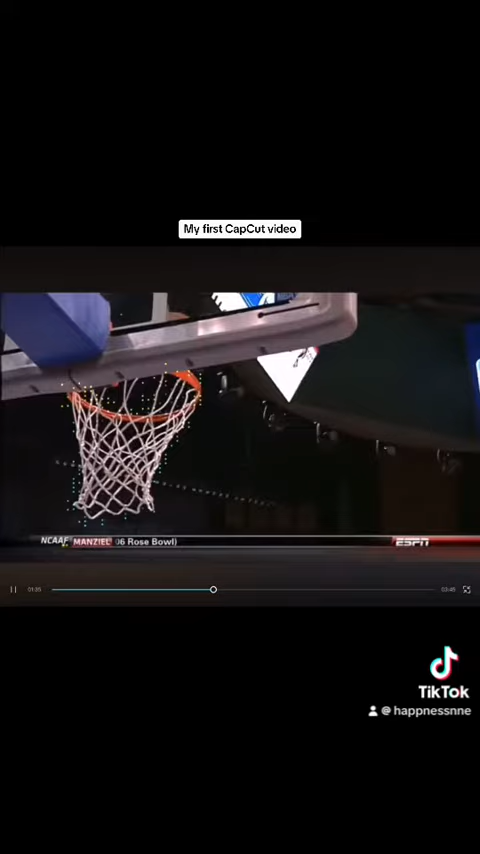 My first CapCut video
NCAAF MANZIEL 06 Rose Bowl)
ESPN
01:35
03:45
TikTok
@ happnessnne